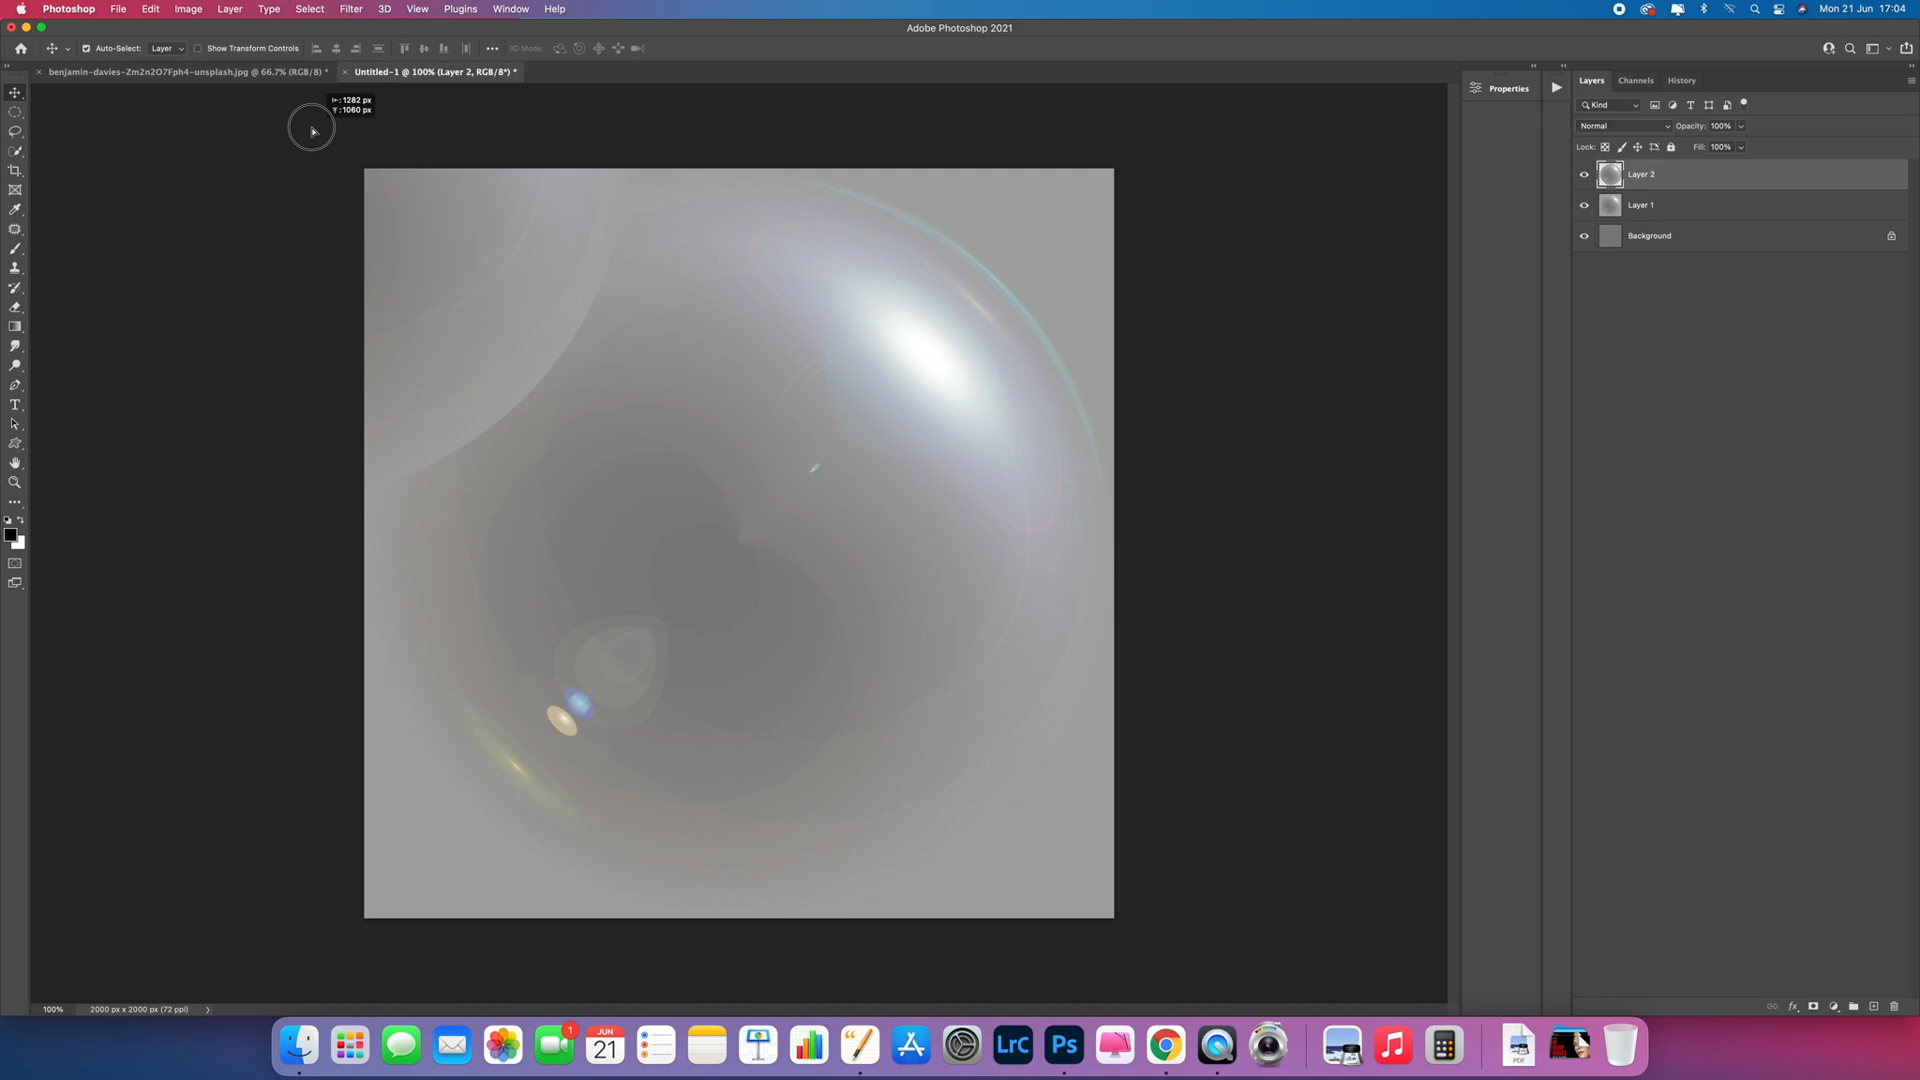 Photoshop File Edit Image Layer Type Select Filter 3D View Plugins Window Help Mon 21 Jun 17:04
Adobe Photoshop 2021
Auto-Select: Layer Show Transform Controls 3D Mode:
benjamin-davies-Zm2n2O7Fph4-unsplash.jpg @ 66.7% (RGB/8) * Untitled-1 @ 100% (Layer 2, RGB/8*) *
Layers Channels History
Properties
: 1282 px
: 1060 px
Kind
Normal Opacity: 100%
Lock: Fill: 100%
Layer 2
Layer 1
Background
100% 2000 px x 2000 px (72 ppi)
1
JUN
21
LrC
Ps
PDF